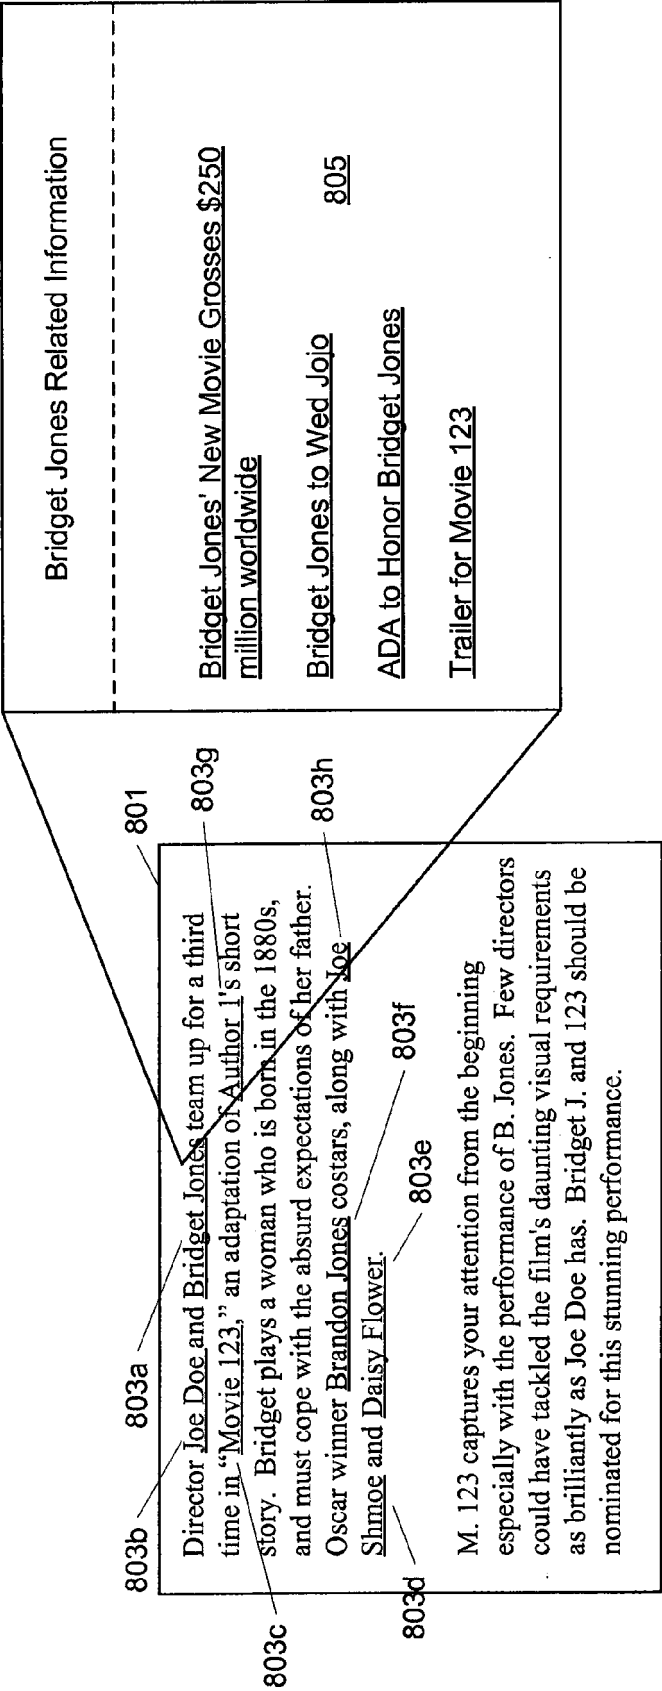 Bridget Jones Related Information
Bridget Jones' New Movie Grosses $250
million worldwide
Bridget Jones to Wed Jojo
805
ADA to Honor Bridget Jones
Trailer for Movie 123
801
803a
803b
803c
803d
803e
803f
803g
803h
Director Joe Doe and Bridget Jones team up for a third
time in “Movie 123,” an adaptation of Author 1's short
story. Bridget plays a woman who is born in the 1880s,
and must cope with the absurd expectations of her father.
Oscar winner Brandon Jones costars, along with Joe
Shmoe and Daisy Flower.
M. 123 captures your attention from the beginning
especially with the performance of B. Jones. Few directors
could have tackled the film's daunting visual requirements
as brilliantly as Joe Doe has. Bridget J. and 123 should be
nominated for this stunning performance.